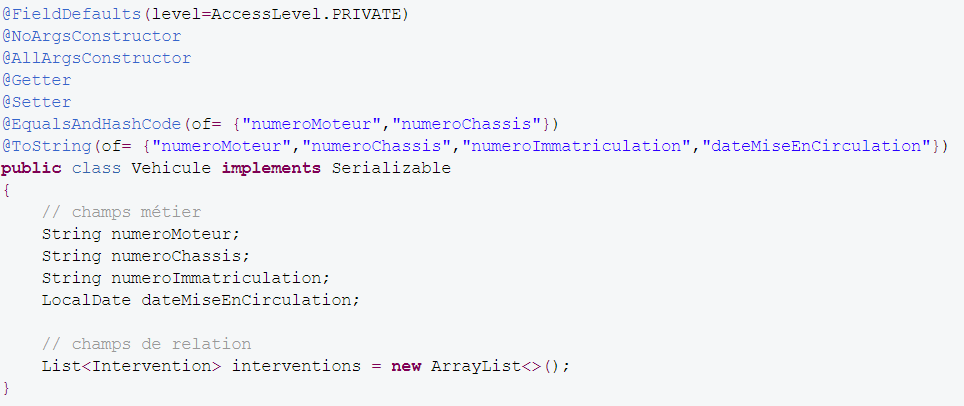 @FieldDefaults(level=AccessLevel.PRIVATE)
@NoArgsConstructor
@AllArgsConstructor
@Getter
@Setter
@EqualsAndHashCode(of= {"numeroMoteur","numeroChassis"})
@ToString(of= {"numeroMoteur","numeroChassis","numeroImmatriculation","dateMiseEnCirculation"})
public class Vehicule implements Serializable
{
    // champs métier
    String numeroMoteur;
    String numeroChassis;
    String numeroImmatriculation;
    LocalDate dateMiseEnCirculation;

    // champs de relation
    List<Intervention> interventions = new ArrayList<>();
}